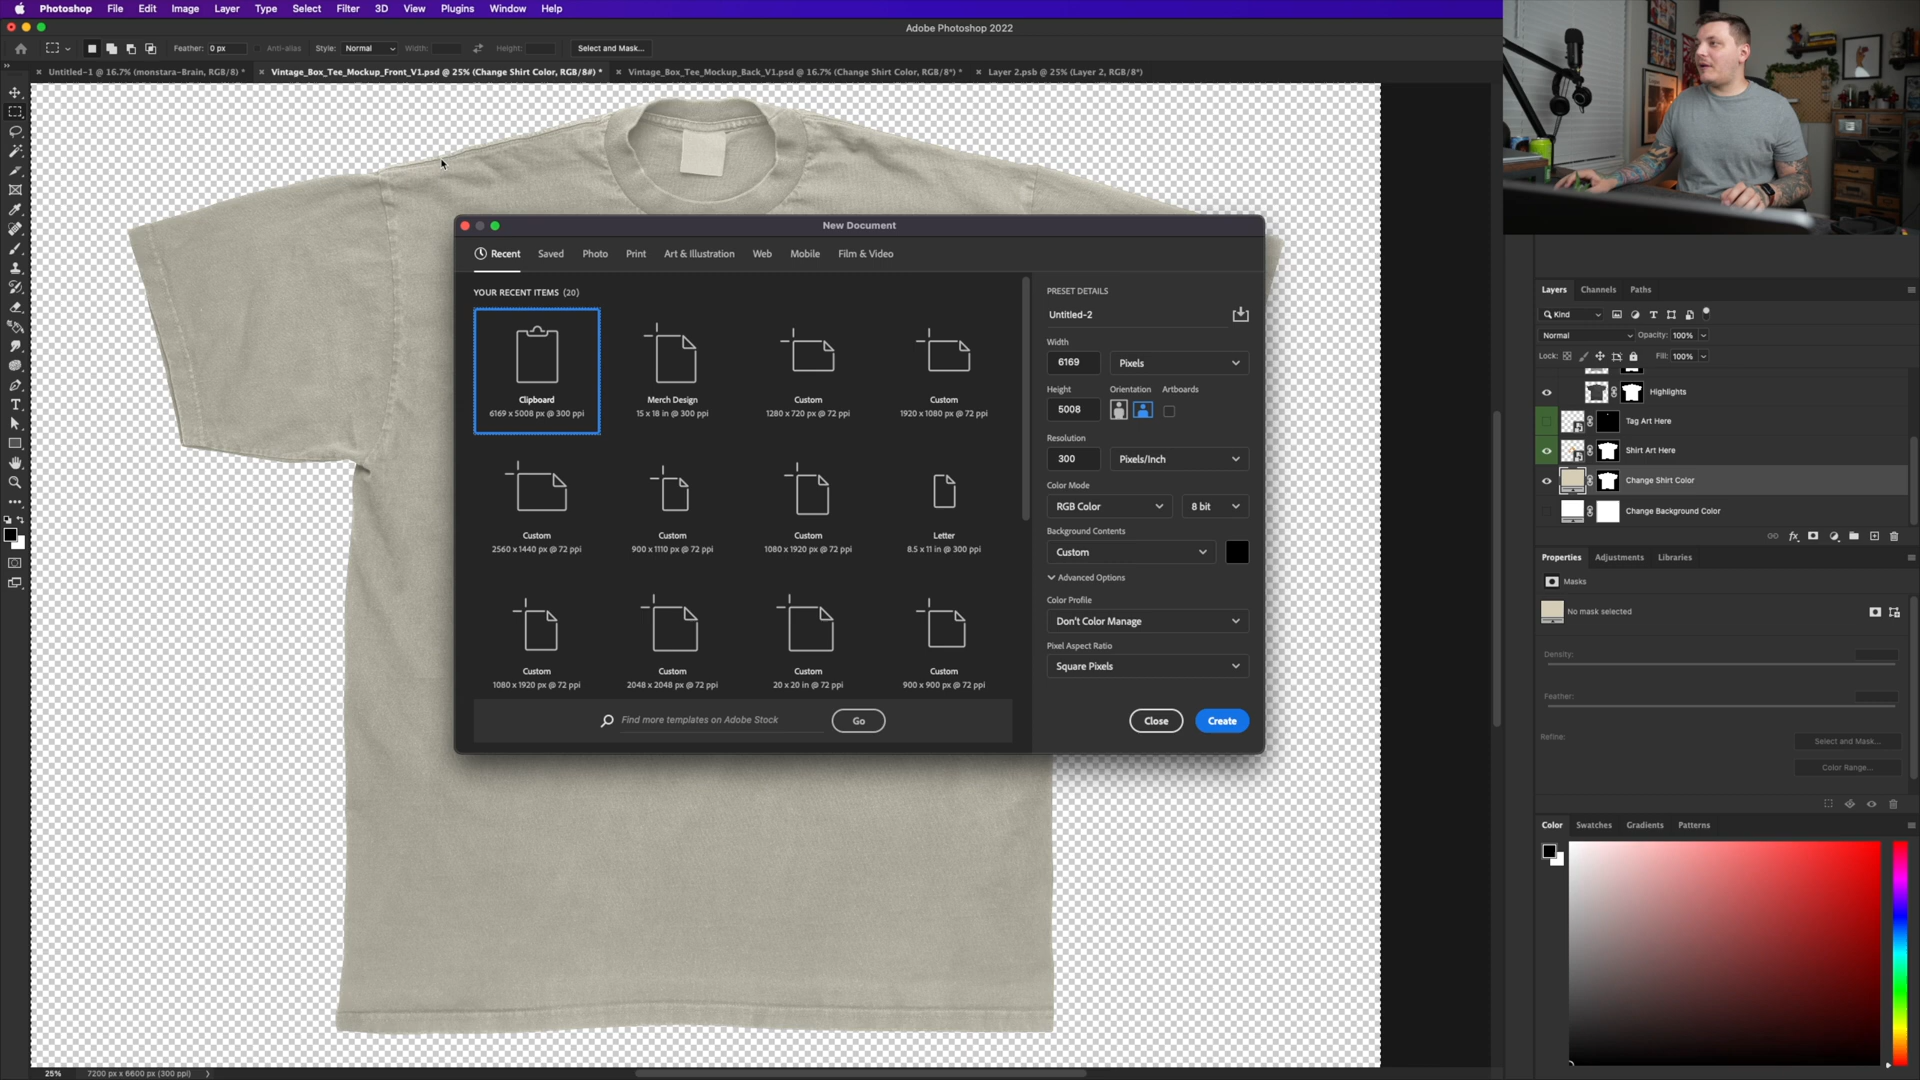 Photoshop File Edit Image Layer Type Select Filter 3D View Plugins Window Help
Adobe Photoshop 2022
Feather: 0 px Anti-alias Style: Normal Width: Height: Select and Mask...
Untitled-1 @ 16.7% (monstara-Brain, RGB/8) * Vintage_Box_Tee_Mockup_Front_V1.psd @ 25% (Change Shirt Color, RGB/8#) * Vintage_Box_Tee_Mockup_Back_V1.psd @ 16.7% (Change Shirt Color, RGB/8*) * Layer 2.psb @ 25% (Layer 2, RGB/8*)
New Document
Recent Saved Photo Print Art & Illustration Web Mobile Film & Video
YOUR RECENT ITEMS (20)
Clipboard
6169 x 5008 px @ 300 ppi
Merch Design
15 x 18 in @ 300 ppi
Custom
1280 x 720 px @ 72 ppi
Custom
1920 x 1080 px @ 72 ppi
Custom
2560 x 1440 px @ 72 ppi
Custom
900 x 1110 px @ 72 ppi
Custom
1080 x 1920 px @ 72 ppi
Letter
8.5 x 11 in @ 300 ppi
Custom
1080 x 1920 px @ 72 ppi
Custom
2048 x 2048 px @ 72 ppi
Custom
20 x 20 in @ 72 ppi
Custom
900 x 900 px @ 72 ppi
Find more templates on Adobe Stock Go
PRESET DETAILS
Untitled-2
Width
6169 Pixels
Height Orientation Artboards
5008
Resolution
300 Pixels/Inch
Color Mode
RGB Color 8 bit
Background Contents
Custom
Advanced Options
Color Profile
Don't Color Manage
Pixel Aspect Ratio
Square Pixels
Close Create
Layers Channels Paths
Kind
Normal Opacity: 100%
Lock: Fill: 100%
Highlights
Tag Art Here
Shirt Art Here
Change Shirt Color
Change Background Color
fx
Properties Adjustments Libraries
Masks
No mask selected
Density:
Feather:
Refine: Select and Mask...
Color Range...
Color Swatches Gradients Patterns
25% 7200 px x 6600 px (300 ppi)